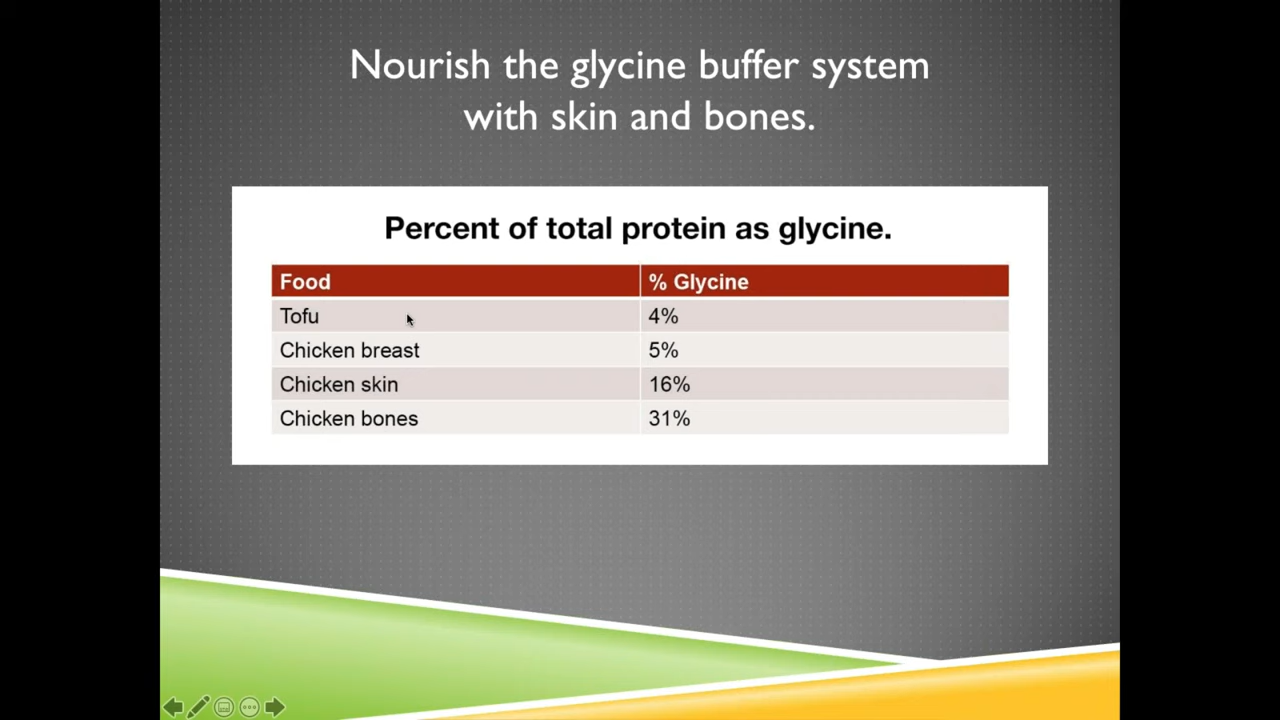 Nourish the glycine buffer system
with skin and bones.
Percent of total protein as glycine.
Food % Glycine
Tofu 4%
Chicken breast 5%
Chicken skin 16%
Chicken bones 31%